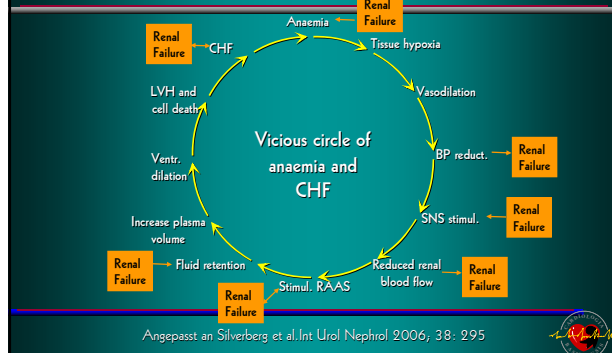 Renal
Failure
Anaemia
Tissue hypoxia
Vasodilation
BP reduct.
Renal
Failure
SNS stimul.
Renal
Failure
Reduced renal
blood flow
Renal
Failure
Stimul. RAAS
Renal
Failure
Fluid retention
Renal
Failure
Increase plasma
volume
Ventr.
dilation
LVH and
cell death
CHF
Renal
Failure
Vicious circle of
anaemia and
CHF
Angepasst an Silverberg et al.Int Urol Nephrol 2006; 38: 295